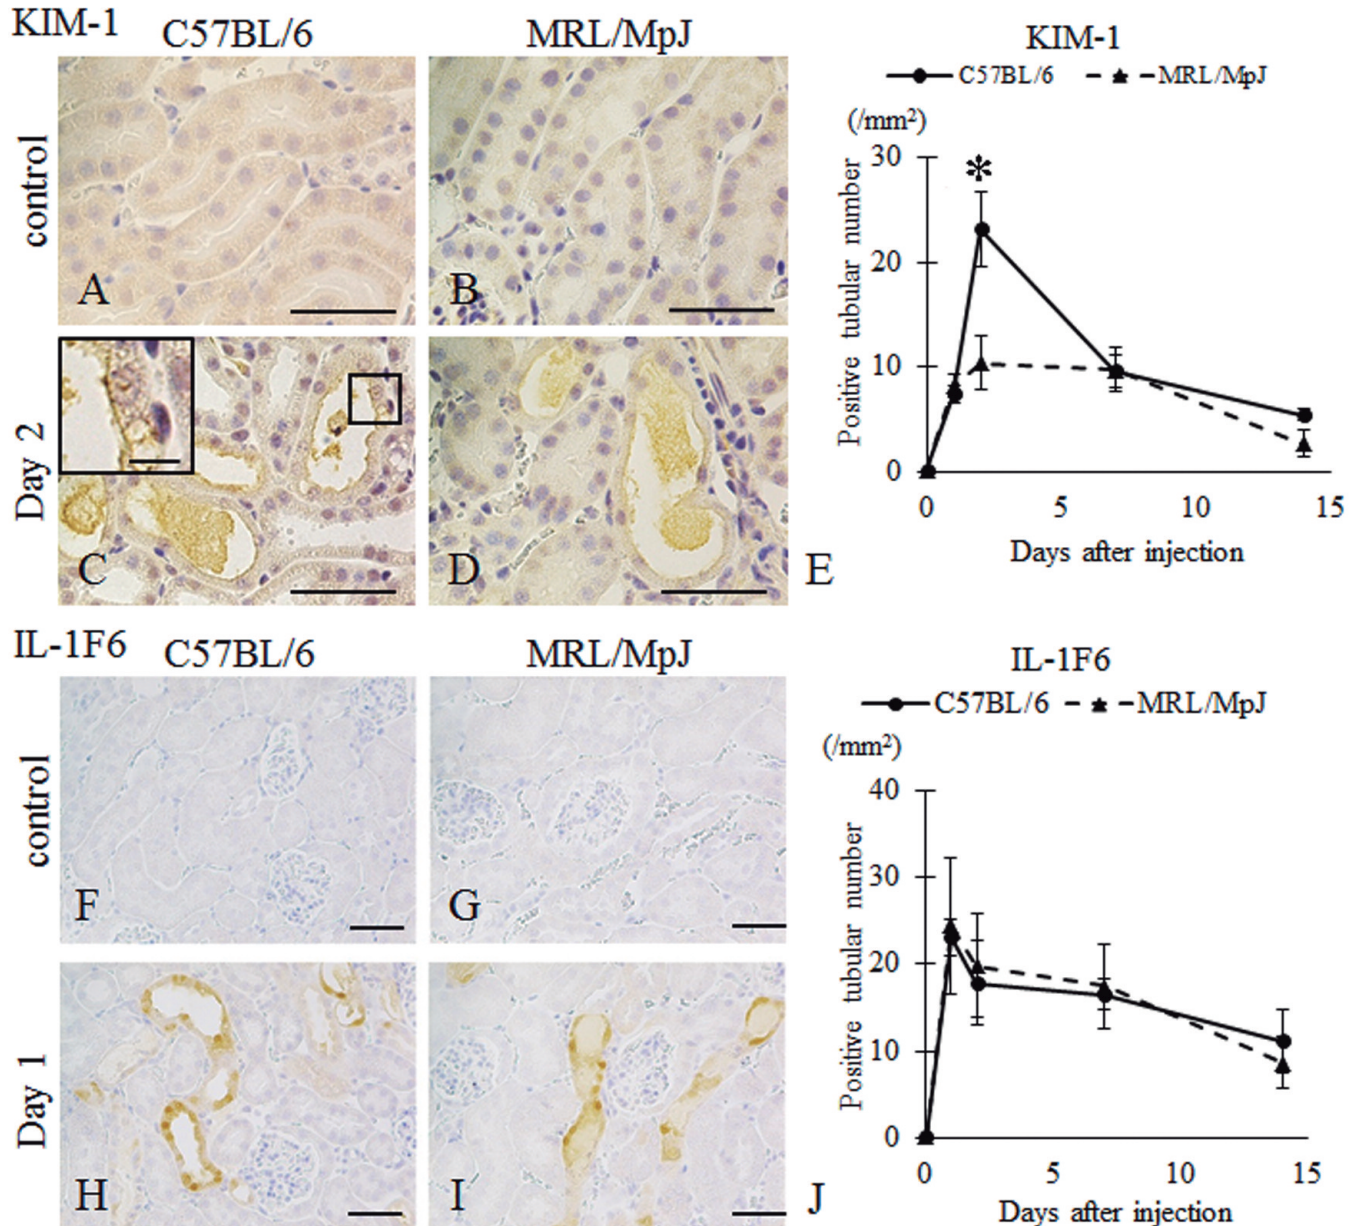 KIM-1
C57BL/6 MRL/MpJ
control
A
B
Day 2
C
D
KIM-1
C57BL/6 MRL/MpJ
(/mm²)
Positive tubular number
30
20
10
0
*
0 5 10 15
Days after injection
E
IL-1F6
C57BL/6 MRL/MpJ
control
F
G
Day 1
H
I
IL-1F6
C57BL/6 MRL/MpJ
(/mm²)
Positive tubular number
40
30
20
10
0
0 5 10 15
Days after injection
J